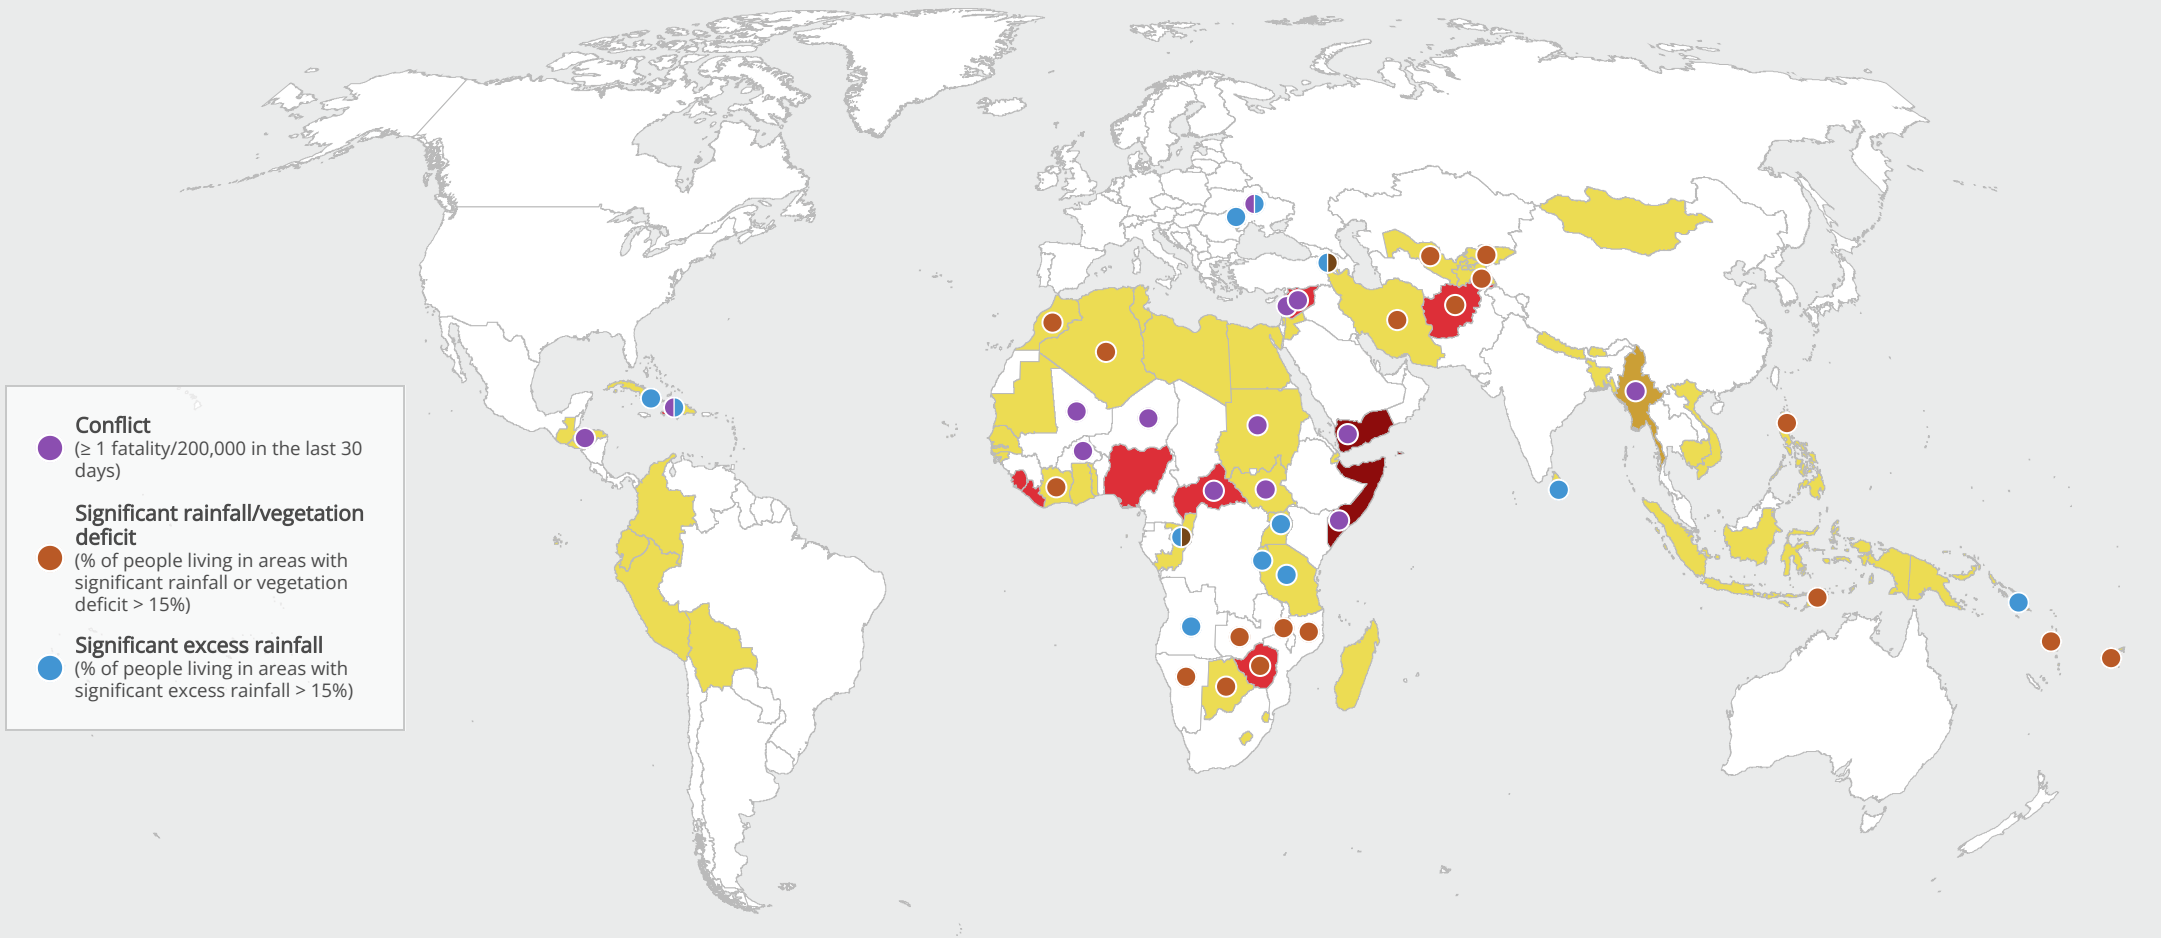 Conflict
(≥ 1 fatality/200,000 in the last 30
days)
Significant rainfall/vegetation
deficit
(% of people living in areas with
significant rainfall or vegetation
deficit > 15%)
Significant excess rainfall
(% of people living in areas with
significant excess rainfall > 15%)